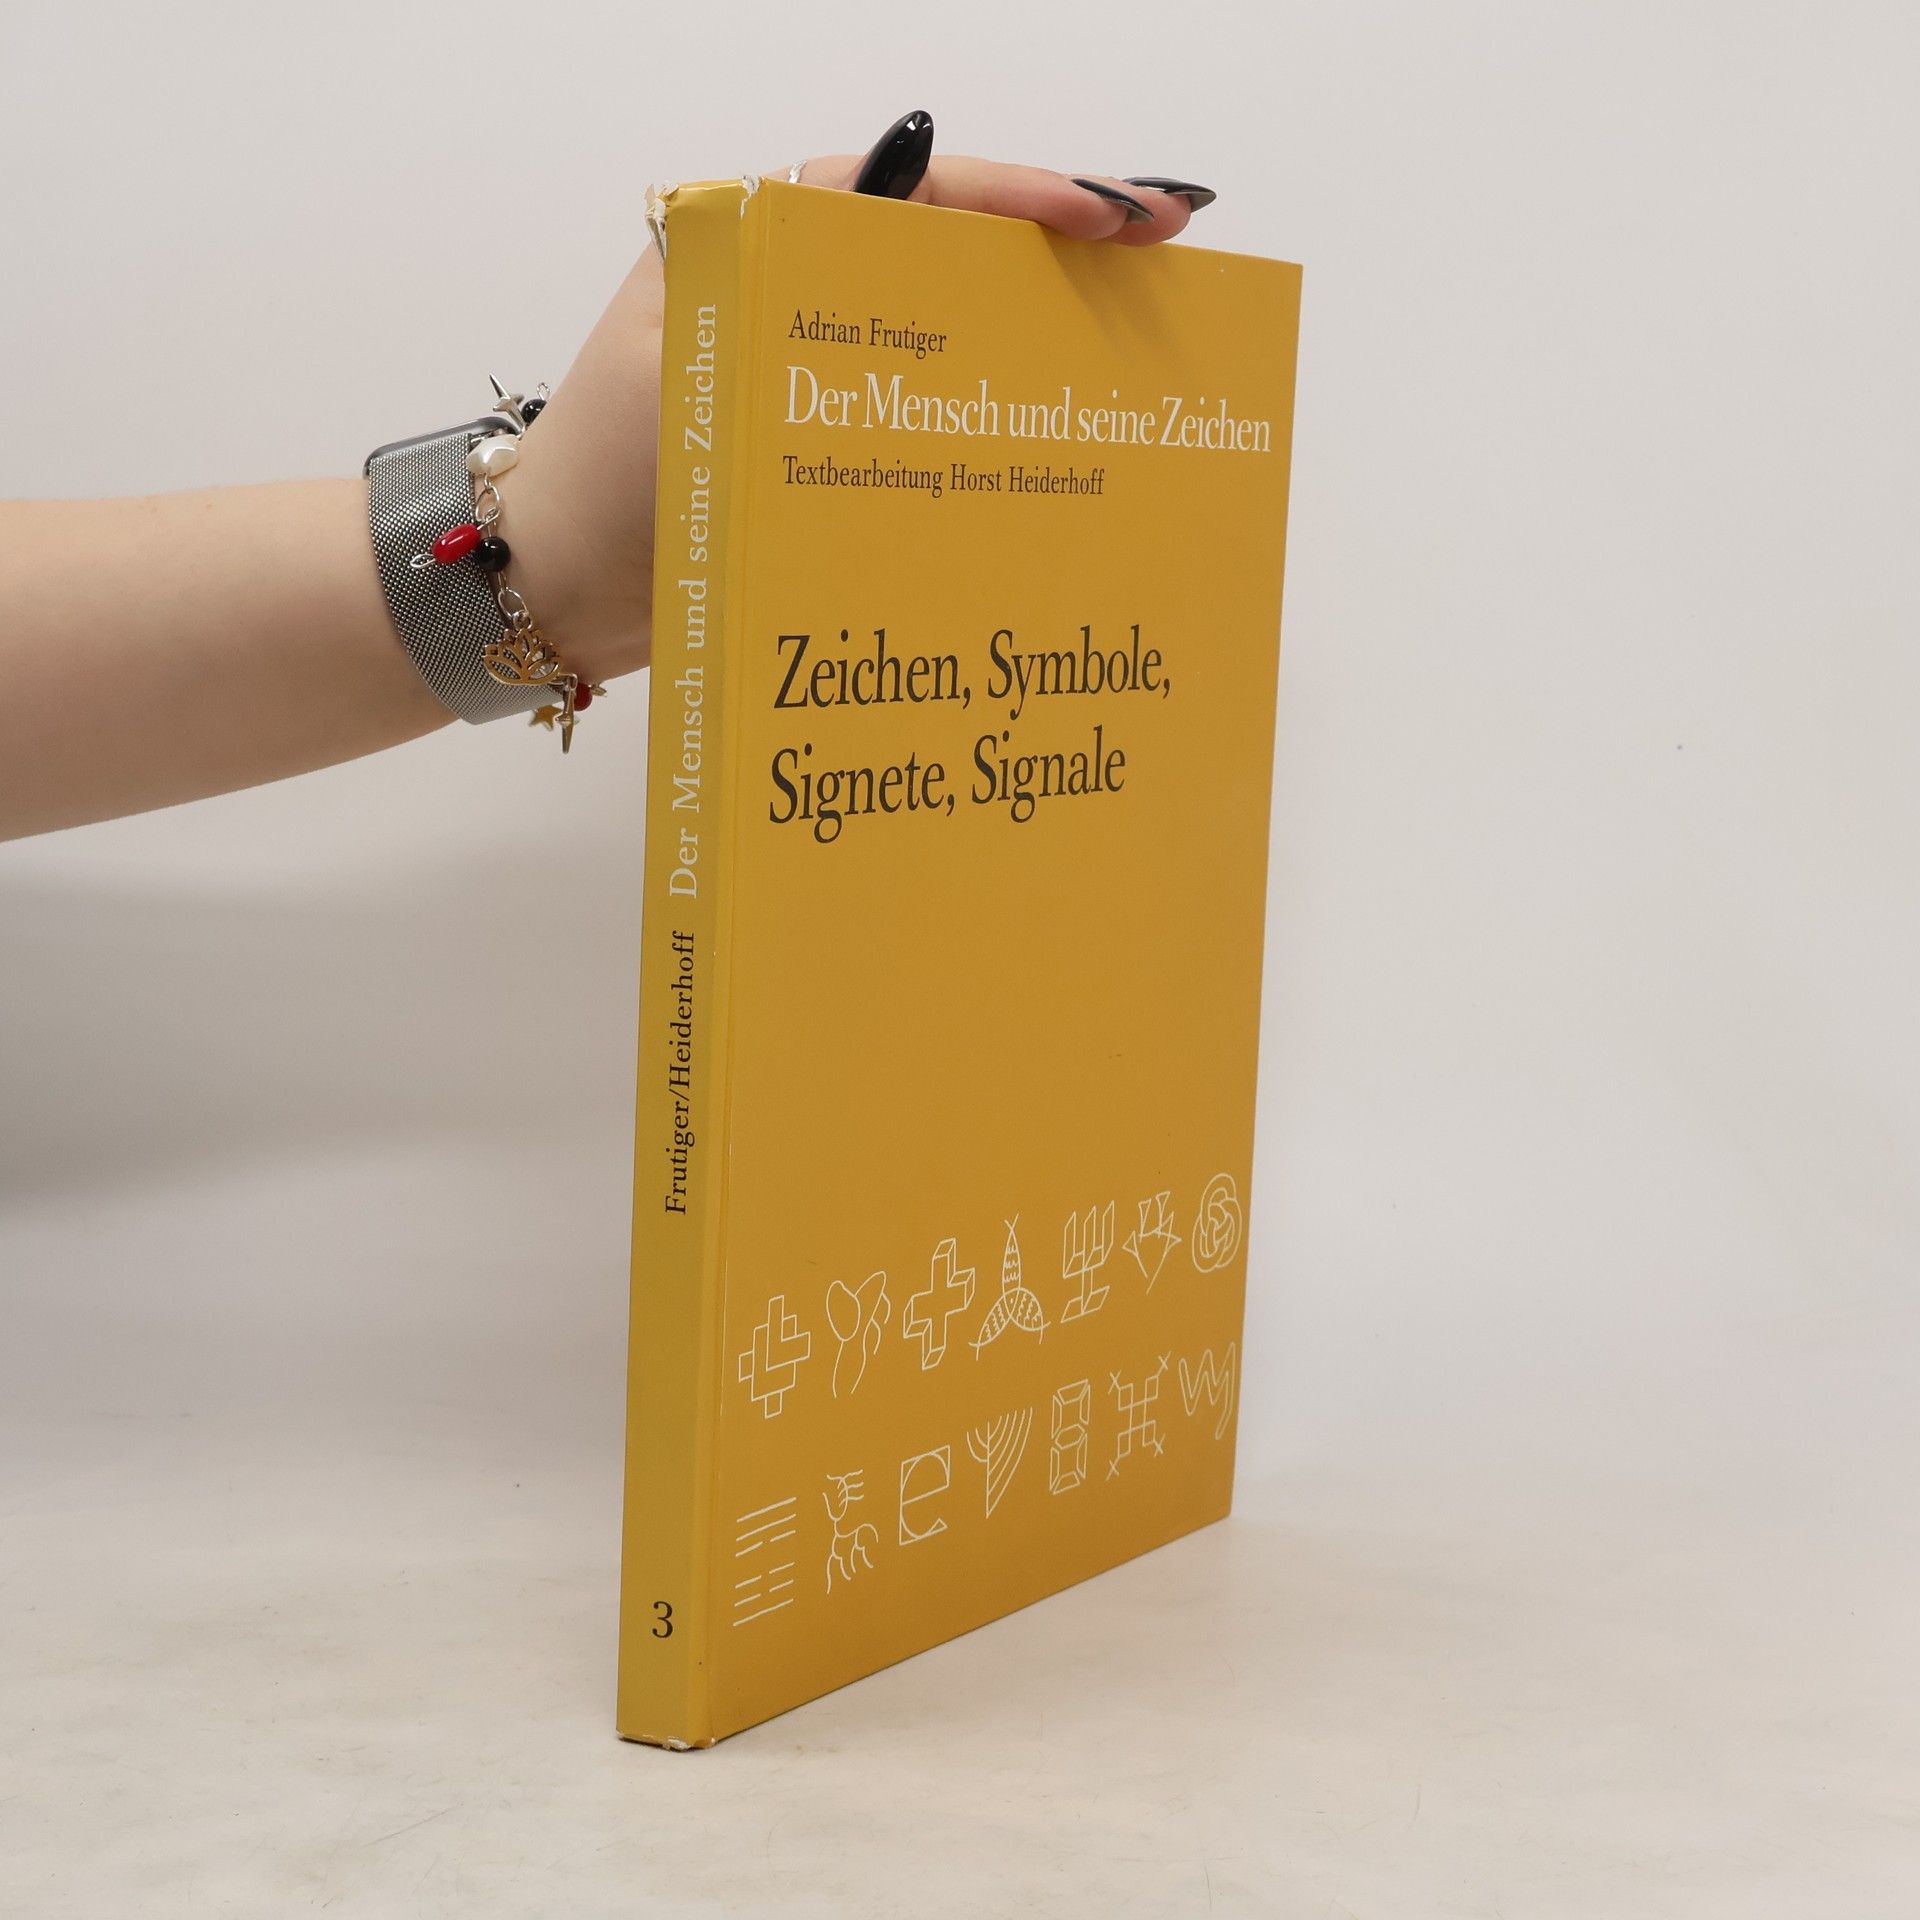 Adrian Frutiger
Der Mensch und seine Zeichen
Textbearbeitung Horst Heiderhoff
Zeichen, Symbole,
Signete, Signale
Frutiger/Heiderhoff Der Mensch und seine Zeichen
3